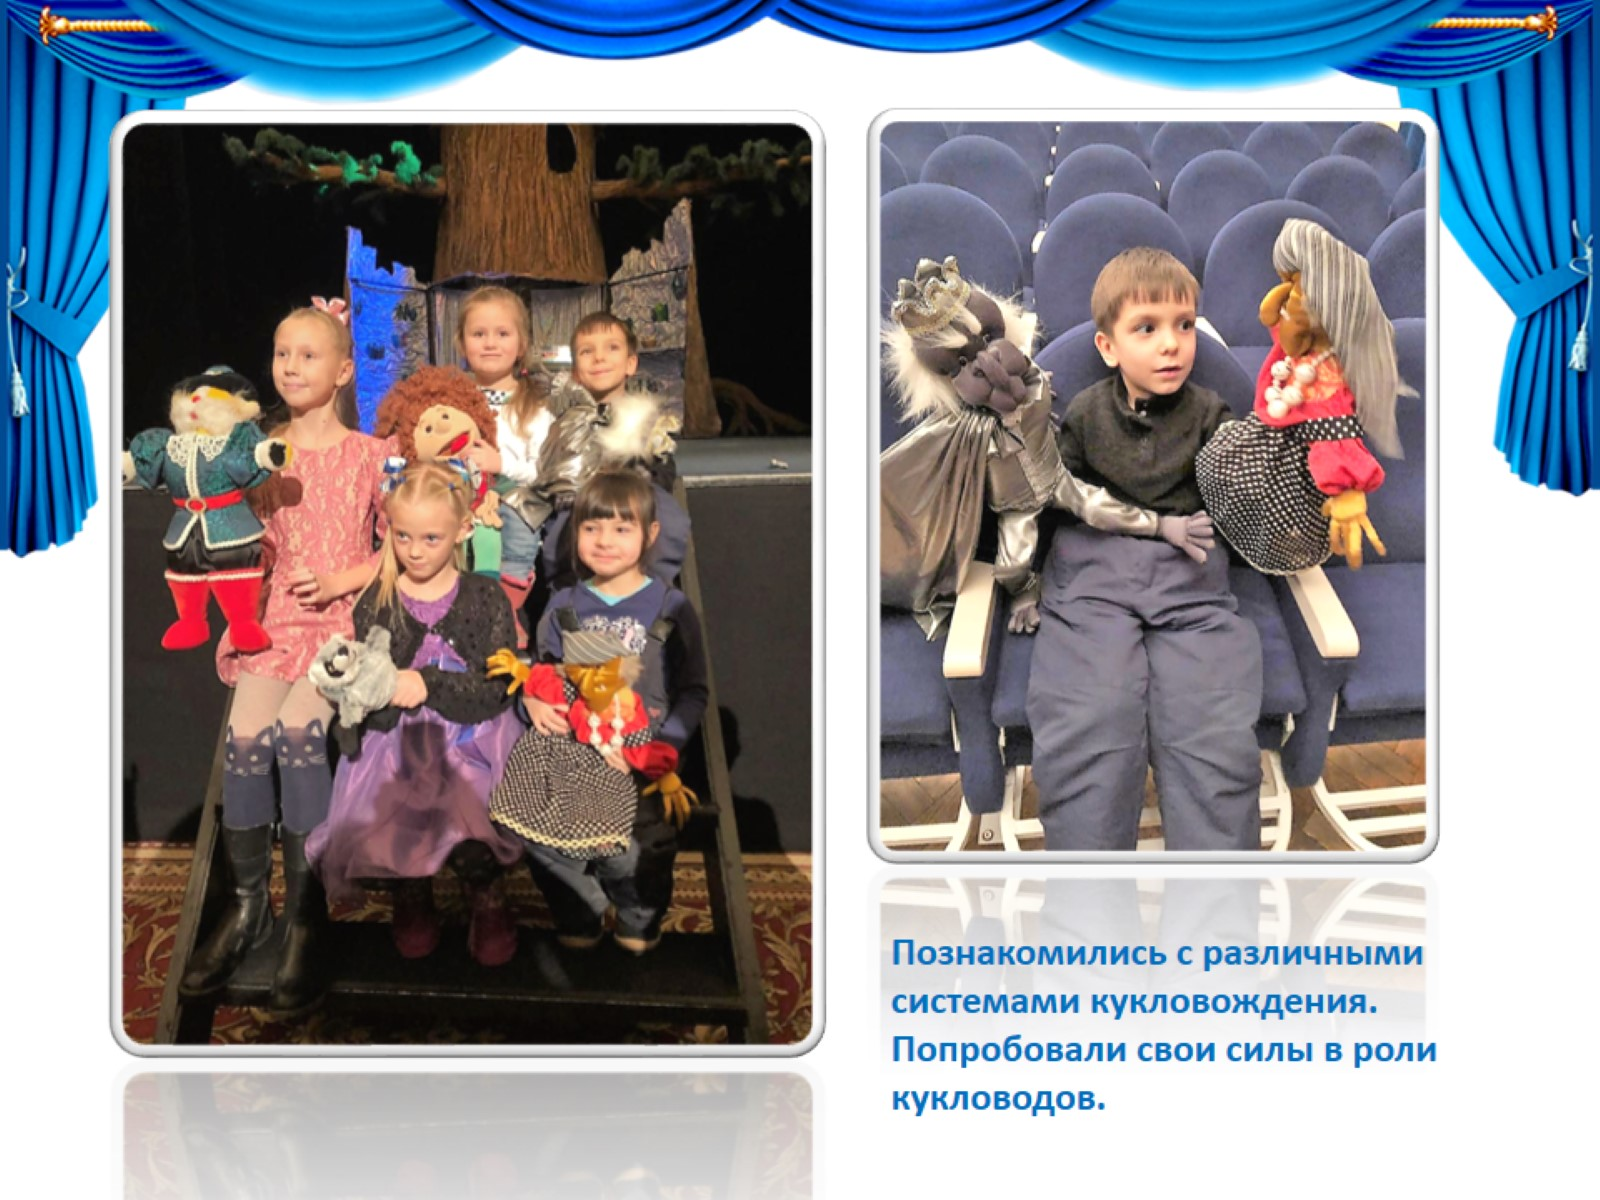 Познакомились с различными
системами кукловождения.
Попробовали свои силы в роли
кукловодов.